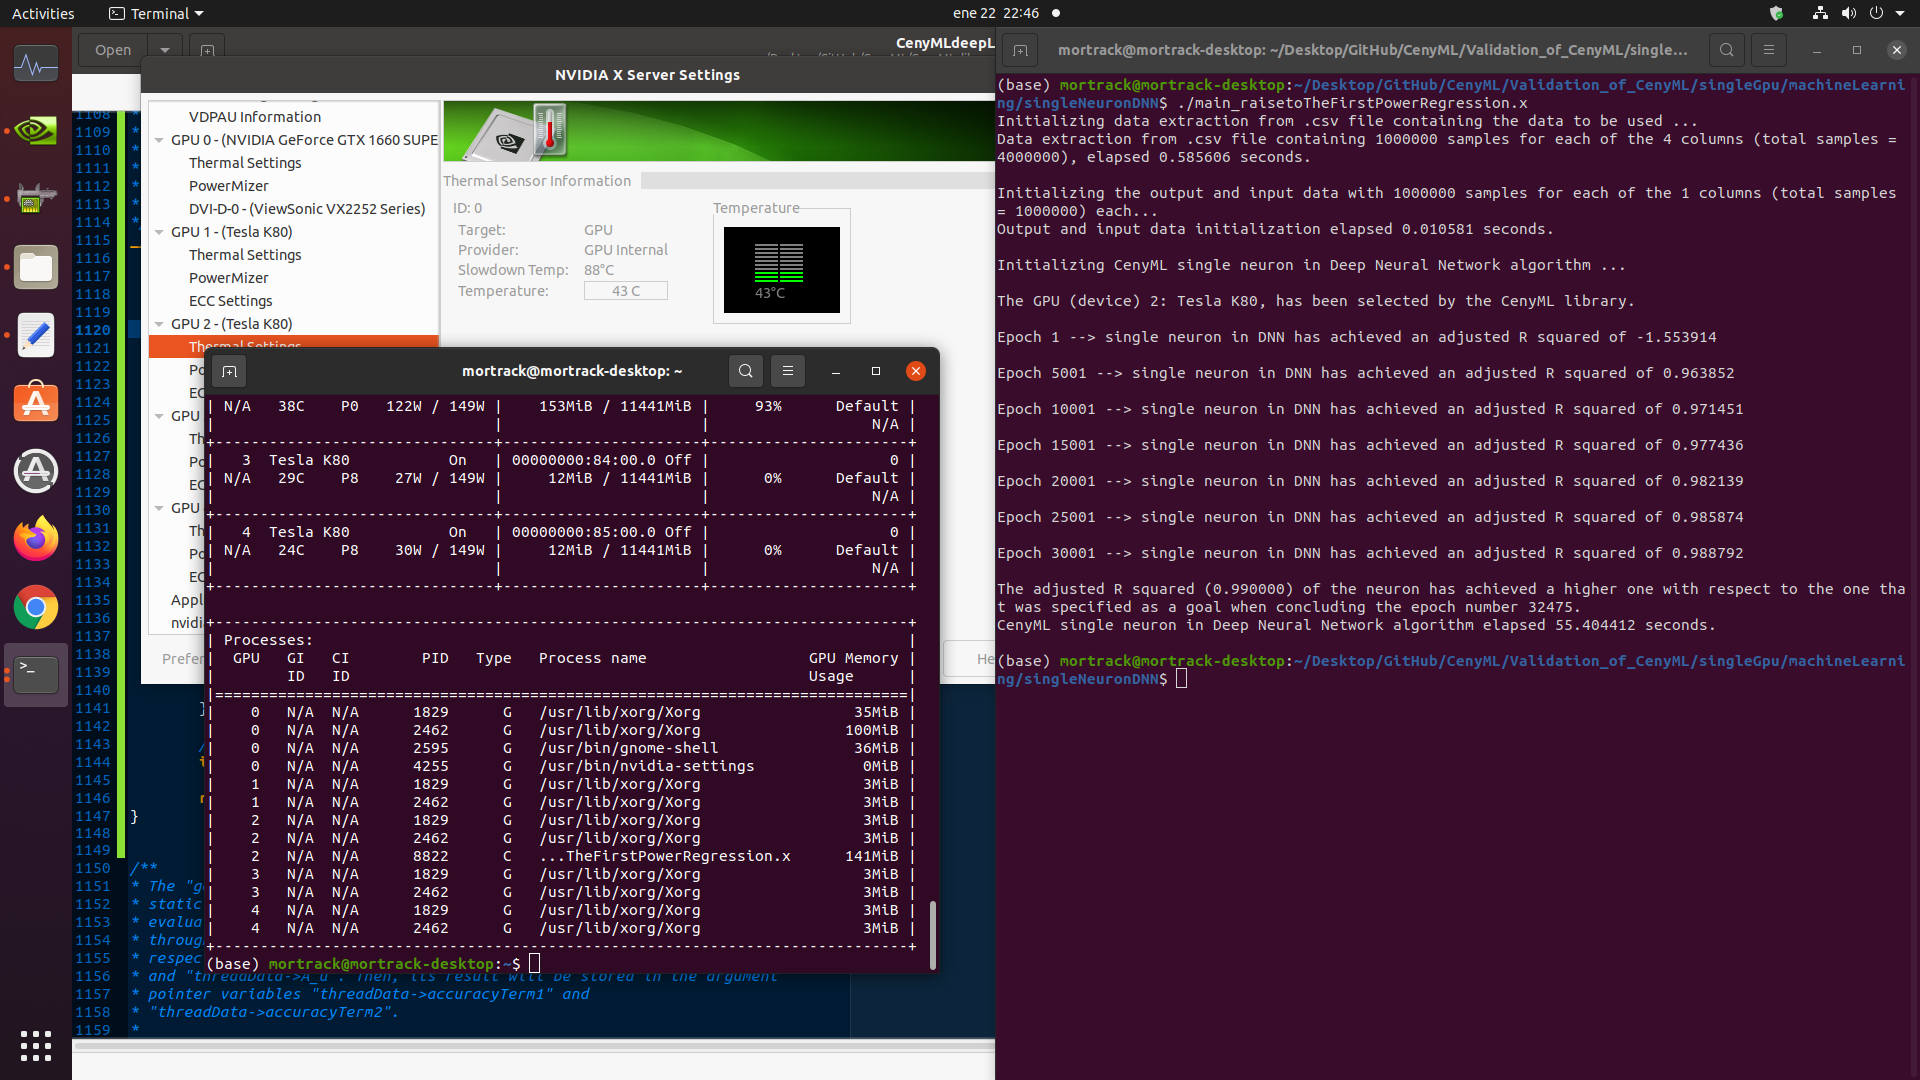 Activities
Terminal
ene 22 22:46
Open
CenyMLdeepL
NVIDIA X Server Settings
VDPAU Information
GPU 0 - (NVIDIA GeForce GTX 1660 SUPE
Thermal Settings
PowerMizer
DVI-D-0 - (ViewSonic VX2252 Series)
GPU 1 - (Tesla K80)
Thermal Settings
PowerMizer
ECC Settings
GPU 2 - (Tesla K80)
Thermal Settings
Po
EC
GPU
Th
Po
EC
GPU
Th
Po
EC
Appl
nvidi
Thermal Sensor Information
ID: 0
Target: GPU
Provider: GPU Internal
Slowdown Temp: 88°C
Temperature: 43 C
Temperature
43°C
Prefer
He
mortrack@mortrack-desktop: ~
| N/A   38C    P0   122W / 149W |    153MiB / 11441MiB |     93%      Default |
|                               |                      |                  N/A |
+-------------------------------+----------------------+----------------------+
|   3  Tesla K80           On   | 00000000:84:00.0 Off |                    0 |
| N/A   29C    P8    27W / 149W |     12MiB / 11441MiB |      0%      Default |
|                               |                      |                  N/A |
+-------------------------------+----------------------+----------------------+
|   4  Tesla K80           On   | 00000000:85:00.0 Off |                    0 |
| N/A   24C    P8    30W / 149W |     12MiB / 11441MiB |      0%      Default |
|                               |                      |                  N/A |
+-------------------------------+----------------------+----------------------+
+-----------------------------------------------------------------------------+
| Processes:                                                                  |
|  GPU   GI   CI        PID   Type   Process name                  GPU Memory |
|        ID   ID                                                   Usage      |
|=============================================================================|
|    0   N/A  N/A      1829      G   /usr/lib/xorg/Xorg                 35MiB |
|    0   N/A  N/A      2462      G   /usr/lib/xorg/Xorg                100MiB |
|    0   N/A  N/A      2595      G   /usr/bin/gnome-shell               36MiB |
|    0   N/A  N/A      4255      G   /usr/bin/nvidia-settings            0MiB |
|    1   N/A  N/A      1829      G   /usr/lib/xorg/Xorg                  3MiB |
|    1   N/A  N/A      2462      G   /usr/lib/xorg/Xorg                  3MiB |
|    2   N/A  N/A      1829      G   /usr/lib/xorg/Xorg                  3MiB |
|    2   N/A  N/A      2462      G   /usr/lib/xorg/Xorg                  3MiB |
|    2   N/A  N/A      8822      C   ...TheFirstPowerRegression.x      141MiB |
|    3   N/A  N/A      1829      G   /usr/lib/xorg/Xorg                  3MiB |
|    3   N/A  N/A      2462      G   /usr/lib/xorg/Xorg                  3MiB |
|    4   N/A  N/A      1829      G   /usr/lib/xorg/Xorg                  3MiB |
|    4   N/A  N/A      2462      G   /usr/lib/xorg/Xorg                  3MiB |
+-----------------------------------------------------------------------------+
(base) mortrack@mortrack-desktop:~$
1108 *
1109 *
1110 *
1111 *
1112 *
1113 *
1114 *
1115
1116
1117
1118
1119
1120
1121
1122
1123
1124
1125
1126
1127
1128
1129
1130
1131
1132
1133
1134
1135
1136
1137
1138
1139
1140
1141 }
1142
1143 /
1144
1145
1146
1147 }
1148
1149
1150 /**
1151 * The "g
1152 * static
1153 * evalua
1154 * throug
1155 * respec
1156 * and "threadData->A_u". Then, its result will be stored in the argument
1157 * pointer variables "threadData->accuracyTerm1" and
1158 * "threadData->accuracyTerm2".
1159 *
mortrack@mortrack-desktop: ~/Desktop/GitHub/CenyML/Validation_of_CenyML/single...
(base) mortrack@mortrack-desktop:~/Desktop/GitHub/CenyML/Validation_of_CenyML/singleGpu/machineLearni
ng/singleNeuronDNN$ ./main_raisetoTheFirstPowerRegression.x
Initializing data extraction from .csv file containing the data to be used ...
Data extraction from .csv file containing 1000000 samples for each of the 4 columns (total samples =
4000000), elapsed 0.585606 seconds.
Initializing the output and input data with 1000000 samples for each of the 1 columns (total samples
= 1000000) each...
Output and input data initialization elapsed 0.010581 seconds.
Initializing CenyML single neuron in Deep Neural Network algorithm ...
The GPU (device) 2: Tesla K80, has been selected by the CenyML library.
Epoch 1 --> single neuron in DNN has achieved an adjusted R squared of -1.553914
Epoch 5001 --> single neuron in DNN has achieved an adjusted R squared of 0.963852
Epoch 10001 --> single neuron in DNN has achieved an adjusted R squared of 0.971451
Epoch 15001 --> single neuron in DNN has achieved an adjusted R squared of 0.977436
Epoch 20001 --> single neuron in DNN has achieved an adjusted R squared of 0.982139
Epoch 25001 --> single neuron in DNN has achieved an adjusted R squared of 0.985874
Epoch 30001 --> single neuron in DNN has achieved an adjusted R squared of 0.988792
The adjusted R squared (0.990000) of the neuron has achieved a higher one with respect to the one tha
t was specified as a goal when concluding the epoch number 32475.
CenyML single neuron in Deep Neural Network algorithm elapsed 55.404412 seconds.
(base) mortrack@mortrack-desktop:~/Desktop/GitHub/CenyML/Validation_of_CenyML/singleGpu/machineLearni
ng/singleNeuronDNN$